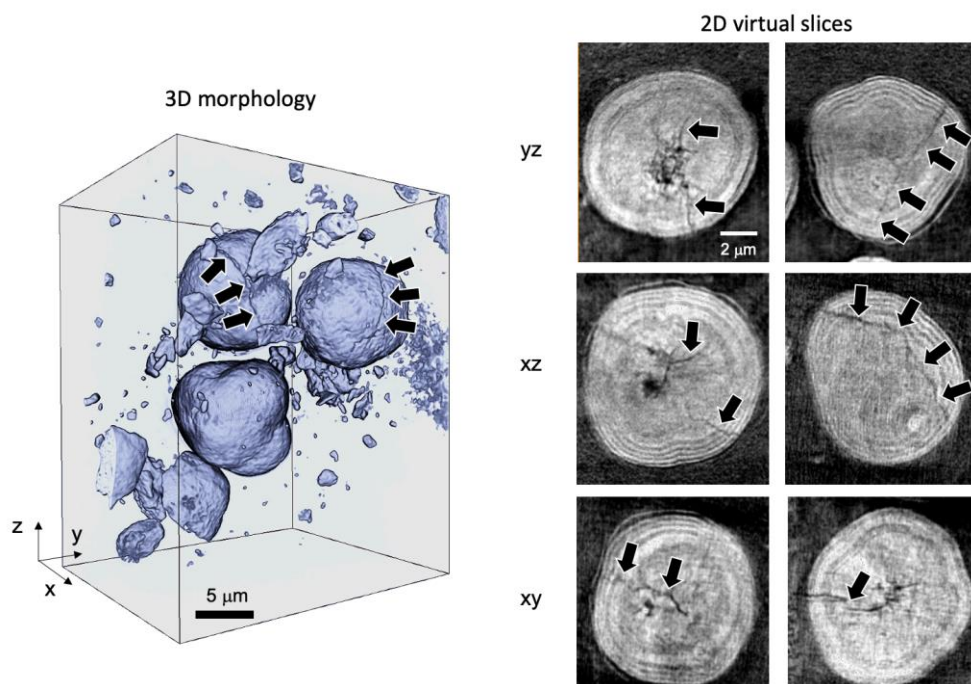 2D virtual slices
3D morphology
yz
2 μm
xz
z
y
x
5 μm
xy